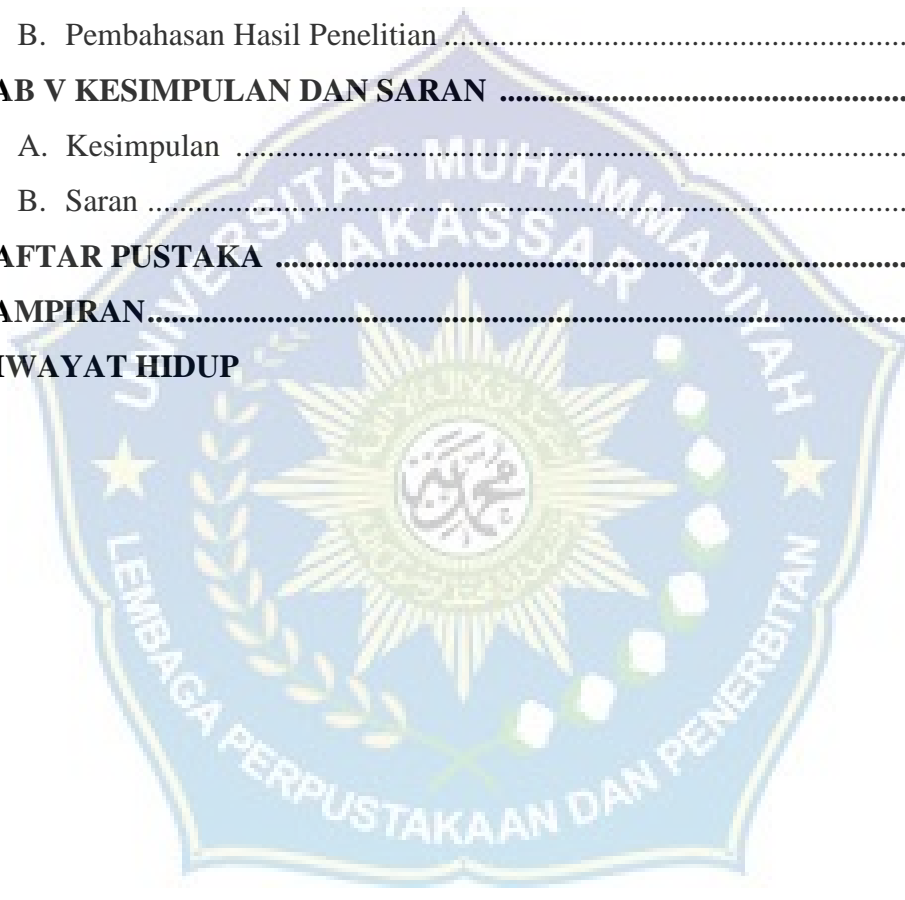 B. Pembahasan Hasil Penelitian ................................................................
AB V KESIMPULAN DAN SARAN ................................................................
A. Kesimpulan ................................................................
B. Saran ................................................................
AFTAR PUSTAKA ................................................................
AMPIRAN................................................................
IWAYAT HIDUP
UNIVERSITAS MUHAMMADIYAH
MAKASSAR
LEMBAGA PERPUSTAKAAN DAN PENERBITAN